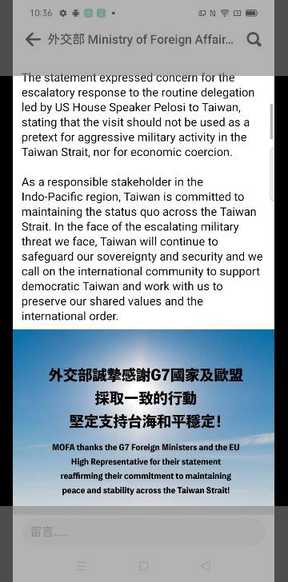 10:36
外交部 Ministry of Foreign Affair...
The statement expressed concern for the
escalatory response to the routine delegation
led by US House Speaker Pelosi to Taiwan,
stating that the visit should not be used as a
pretext for aggressive military activity in the
Taiwan Strait, nor for economic coercion.
As a responsible stakeholder in the
Indo-Pacific region, Taiwan is committed to
maintaining the status quo across the Taiwan
Strait. In the face of the escalating military
threat we face, Taiwan will continue to
safeguard our sovereignty and security and we
call on the international community to support
democratic Taiwan and work with us to
preserve our shared values and the
international order.
外交部誠摯感謝G7國家及歐盟
採取一致的行動
堅定支持台海和平穩定!
MOFA thanks the G7 Foreign Ministers and the EU
High Representative for their statement
reaffirming their commitment to maintaining
peace and stability across the Taiwan Strait!
留言......